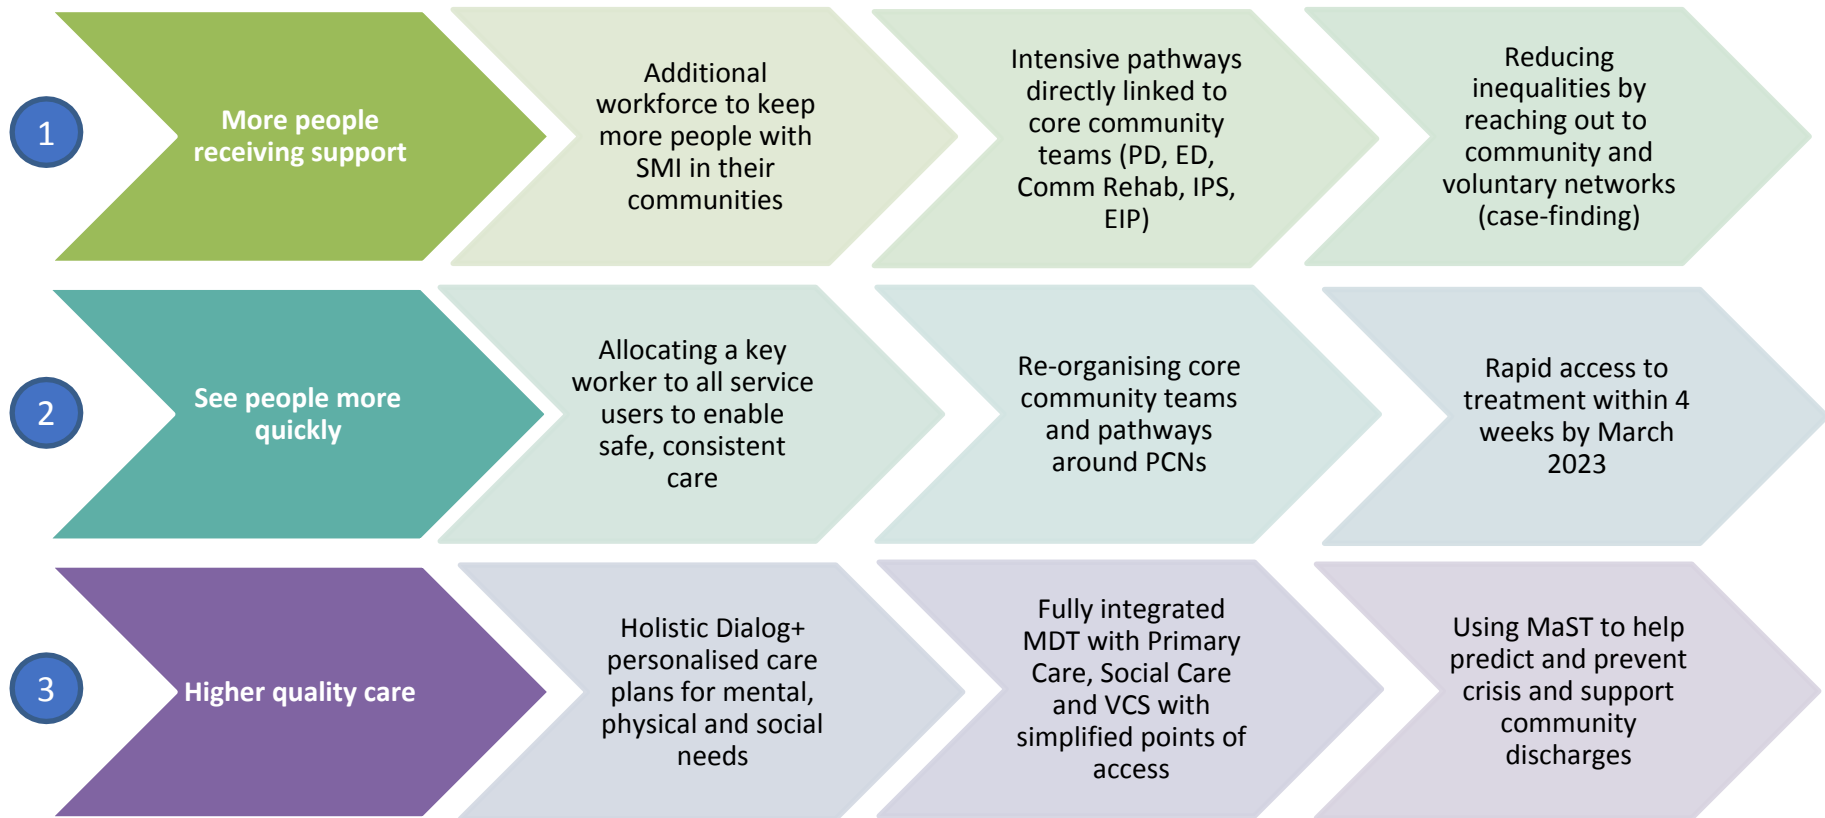 1
More people
receiving support
Additional
workforce to keep
more people with
SMI in their
communities
Intensive pathways
directly linked to
core community
teams (PD, ED,
Comm Rehab, IPS,
EIP)
Reducing
inequalities by
reaching out to
community and
voluntary networks
(case-finding)
2
See people more
quickly
Allocating a key
worker to all service
users to enable
safe, consistent
care
Re-organising core
community teams
and pathways
around PCNs
Rapid access to
treatment within 4
weeks by March
2023
3
Higher quality care
Holistic Dialog+
personalised care
plans for mental,
physical and social
needs
Fully integrated
MDT with Primary
Care, Social Care
and VCS with
simplified points of
access
Using MaST to help
predict and prevent
crisis and support
community
discharges